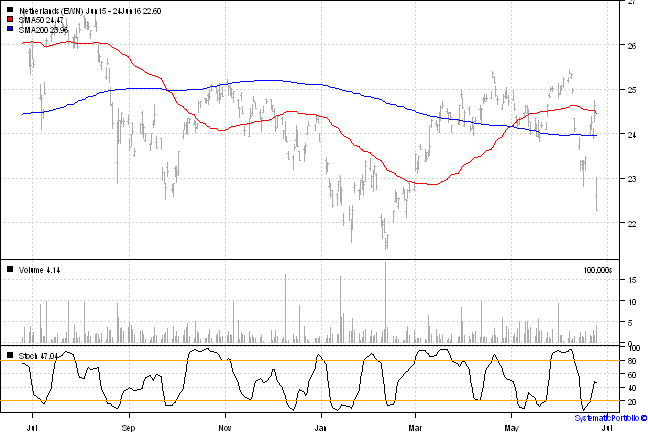 Netherlands (EWN) Jun15 - 24Jun16 22.60
SMA50 24.47
SMA200 23.96
27
26
25
24
23
22
Volume 4.14
100,000s
15
10
5
0
Stoch 47.04
100
80
60
40
20
Jul
Sep
Nov
Jan
Mar
May
Jul
SystematicPortfolio ©